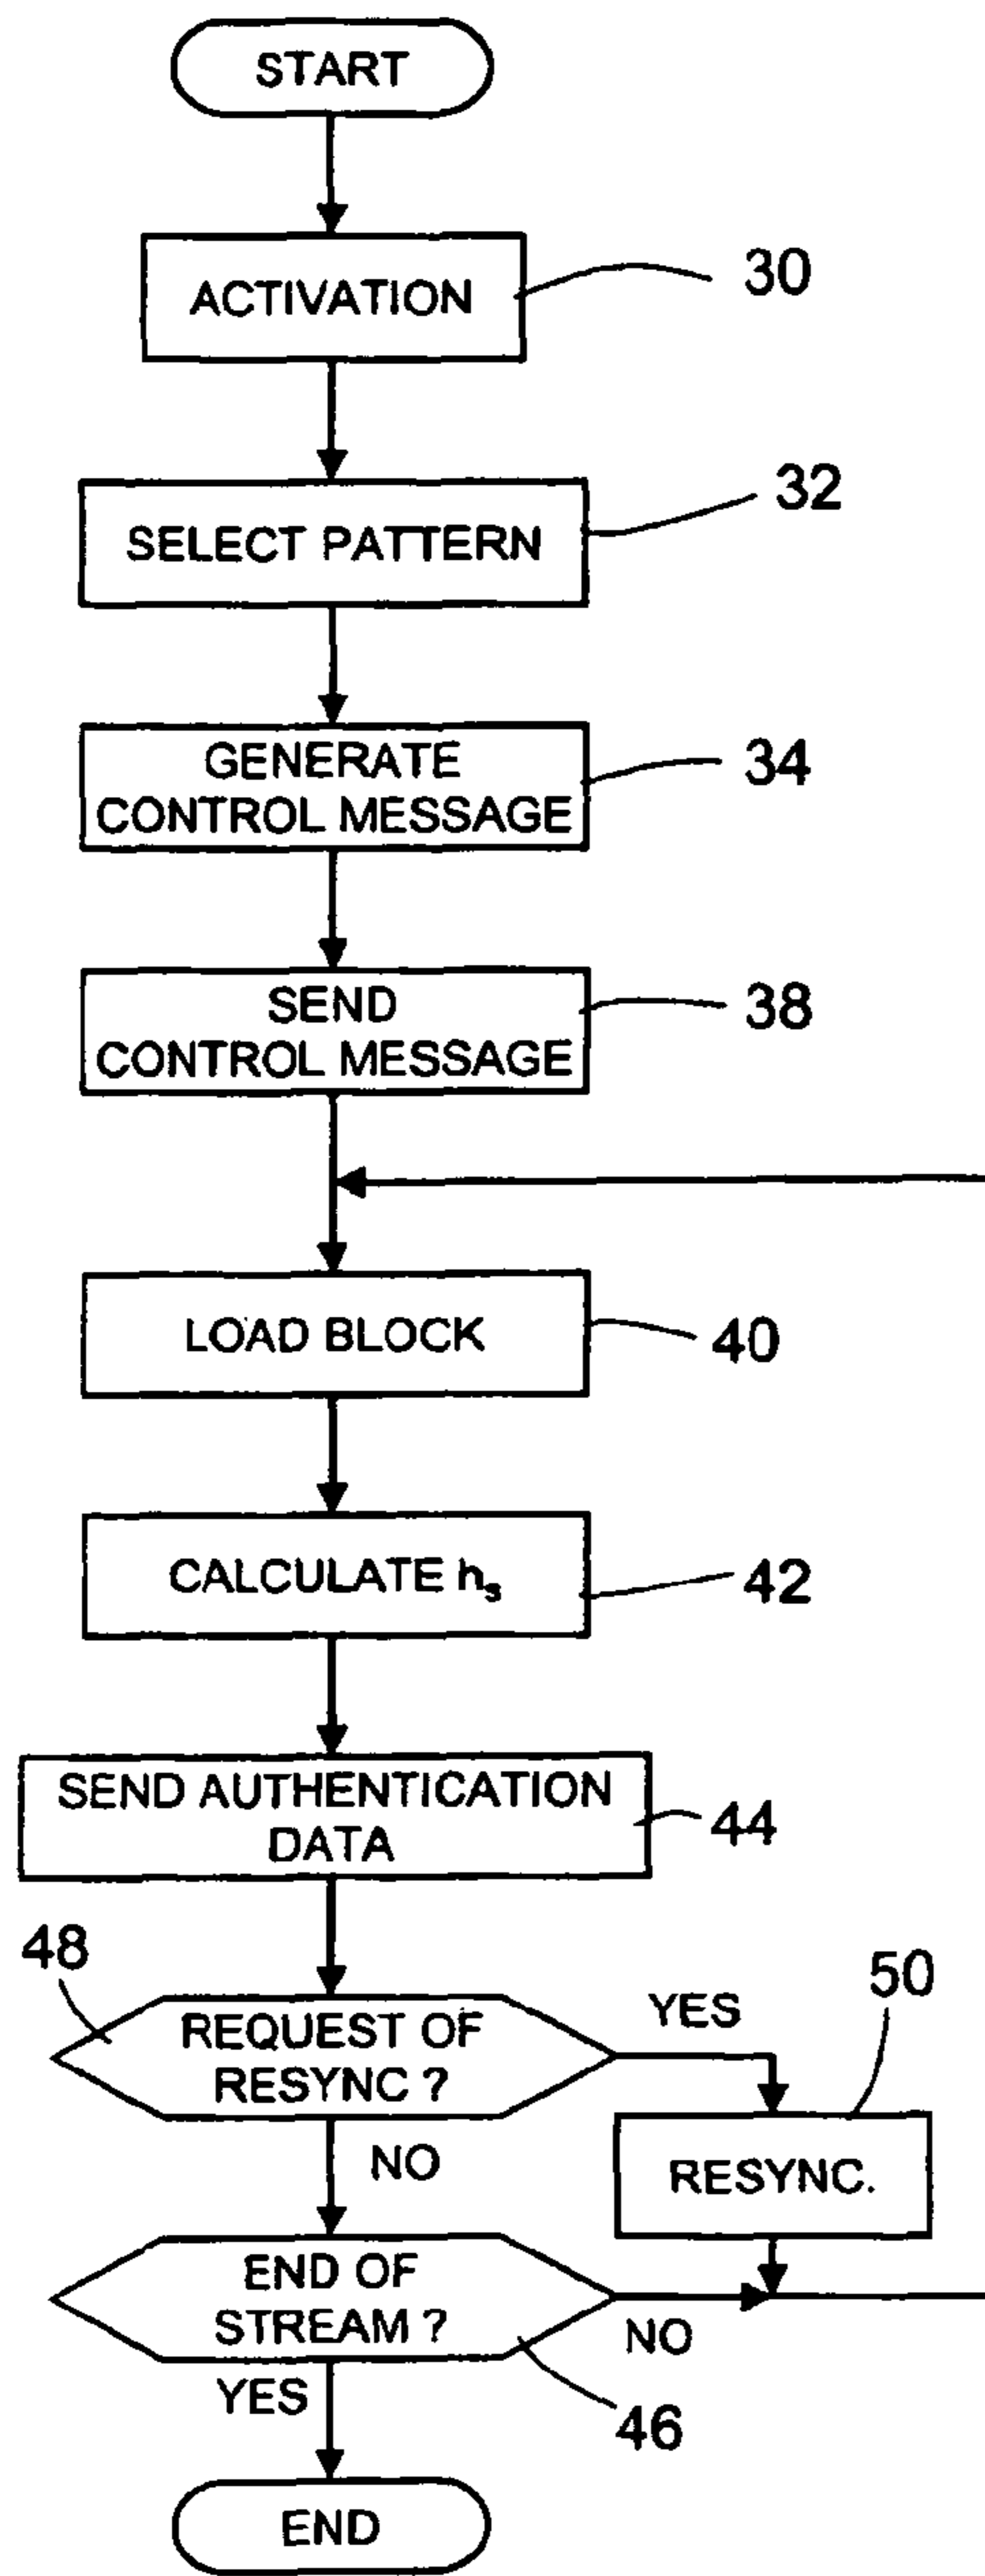 START
ACTIVATION
30
SELECT PATTERN
32
GENERATE
CONTROL MESSAGE
34
SEND
CONTROL MESSAGE
38
LOAD BLOCK
40
CALCULATE hs
42
SEND AUTHENTICATION
DATA
44
48
REQUEST OF
RESYNC ?
YES
50
NO
RESYNC.
END OF
STREAM ?
NO
YES
46
END